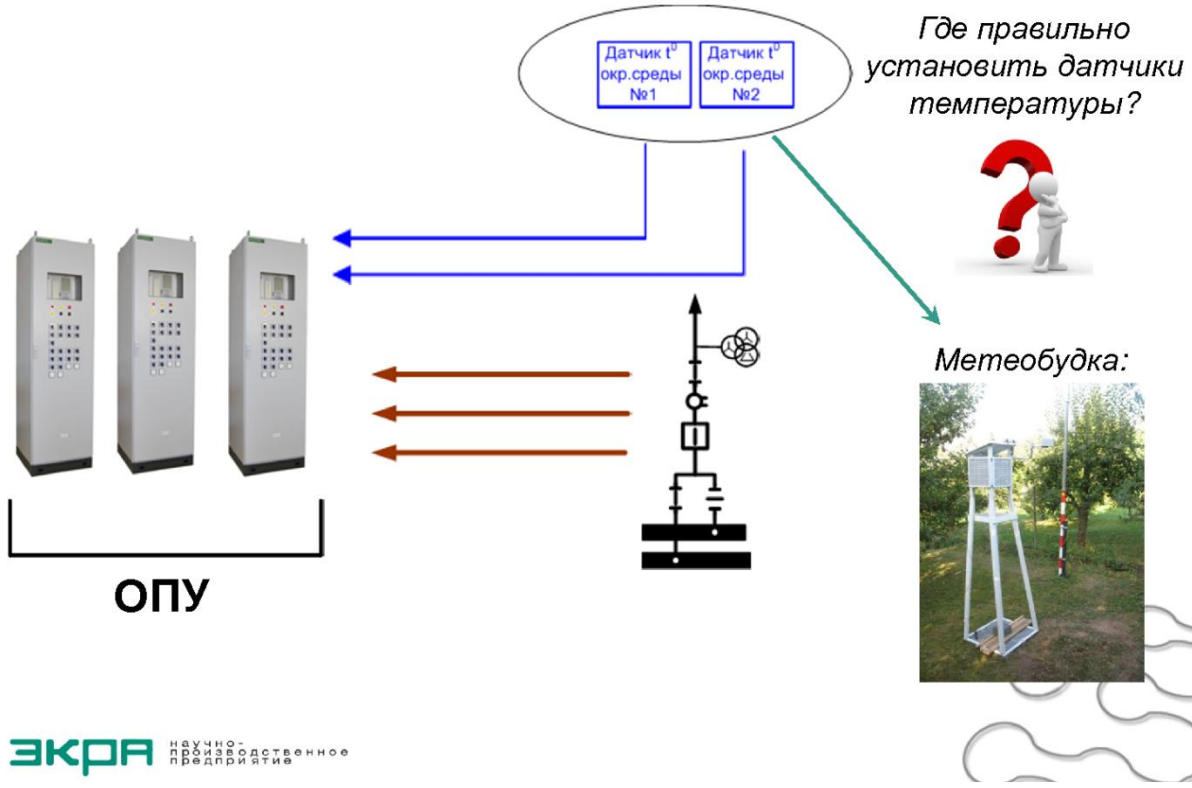 Датчик t⁰
окр.среды
№1
Датчик t⁰
окр.среды
№2
Где правильно
установить датчики
температуры?
Метеобудка:
ОПУ
ЭКРА
научно-
производственное
предприятие